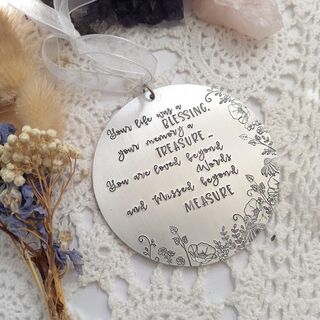 Your life was a
BLESSING,
your memory a
TREASURE -
You are loved beyond
Words
and Missed beyond
MEASURE